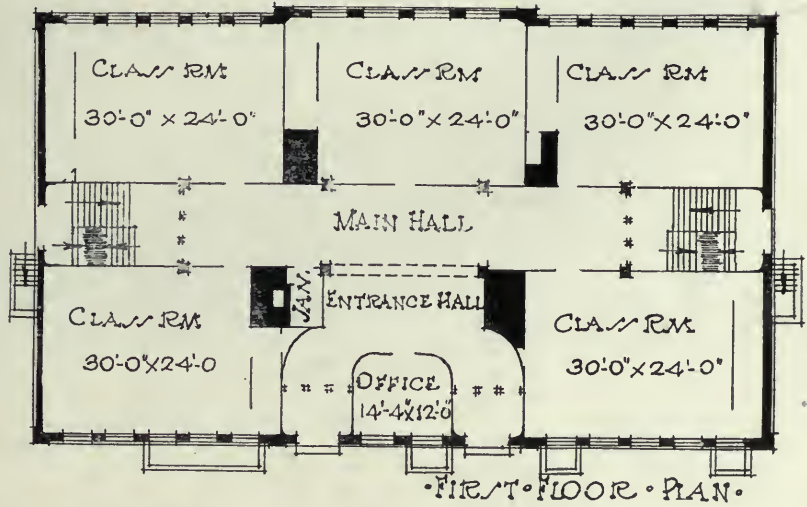 CLASS RM
30'-0" × 24'-0"
CLASS RM
30'-0" × 24'-0"
CLASS RM
30'-0" × 24'-0"
MAIN HALL
JAN.
ENTRANCE HALL
CLASS RM
30'-0" × 24'-0
CLASS RM
30'-0" × 24'-0"
OFFICE
14'-4" × 12'-0"
·FIRST·FLOOR·PLAN·